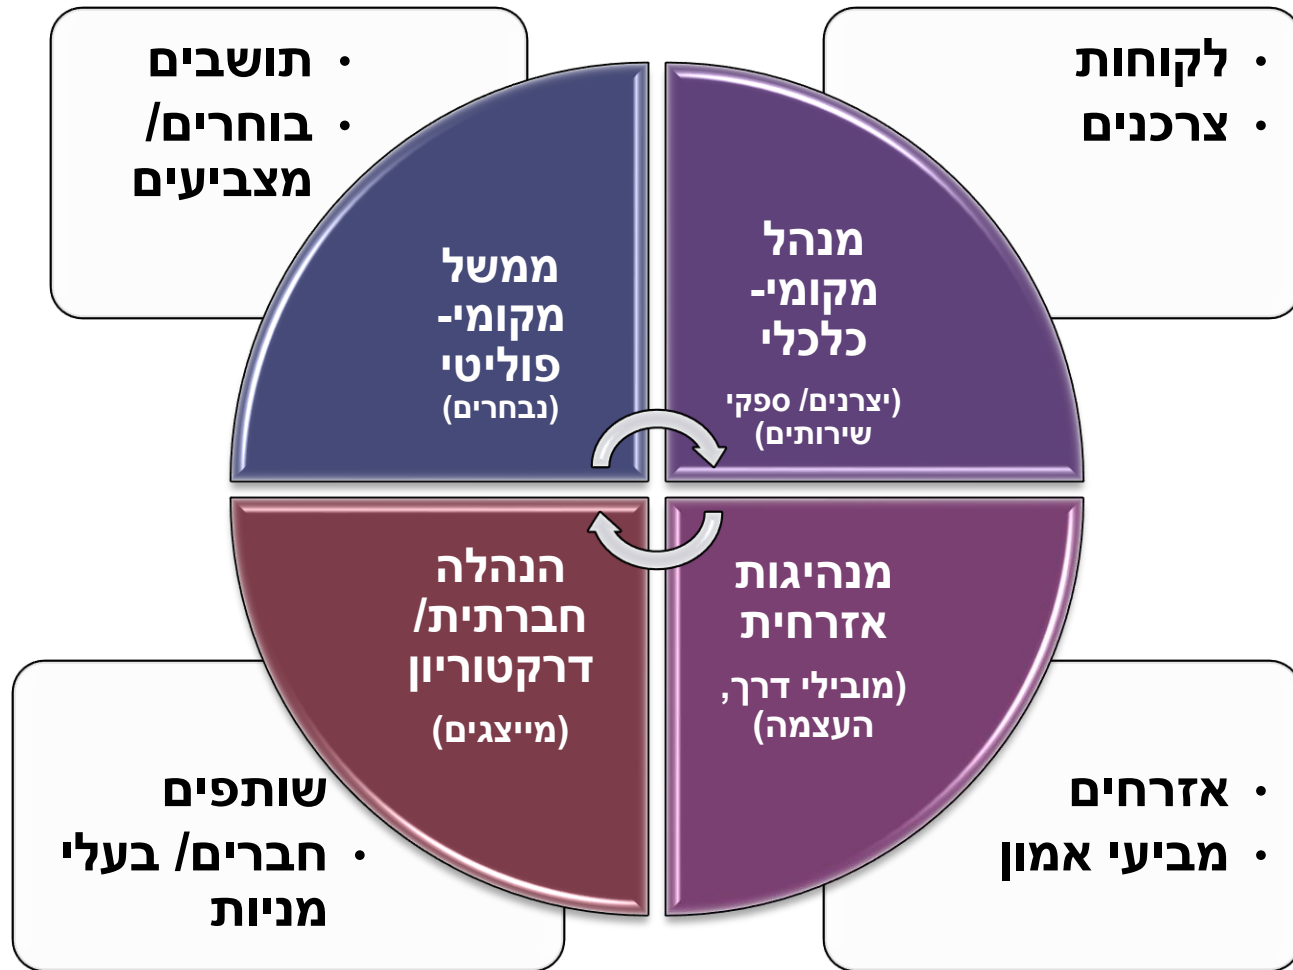 • לקוחות
• צרכנים
• תושבים
• בוחרים/
מצביעים
מנהל
מקומי-
כלכלי
(יצרנים/ ספקי
שירותים)
ממשל
מקומי-
פוליטי
(נבחרים)
מנהיגות
אזרחית
(מובילי דרך,
העצמה)
הנהלה
חברתית/
דרקטוריון
(מייצגים)
• אזרחים
• מביעי אמון
שותפים
• חברים/ בעלי
מניות